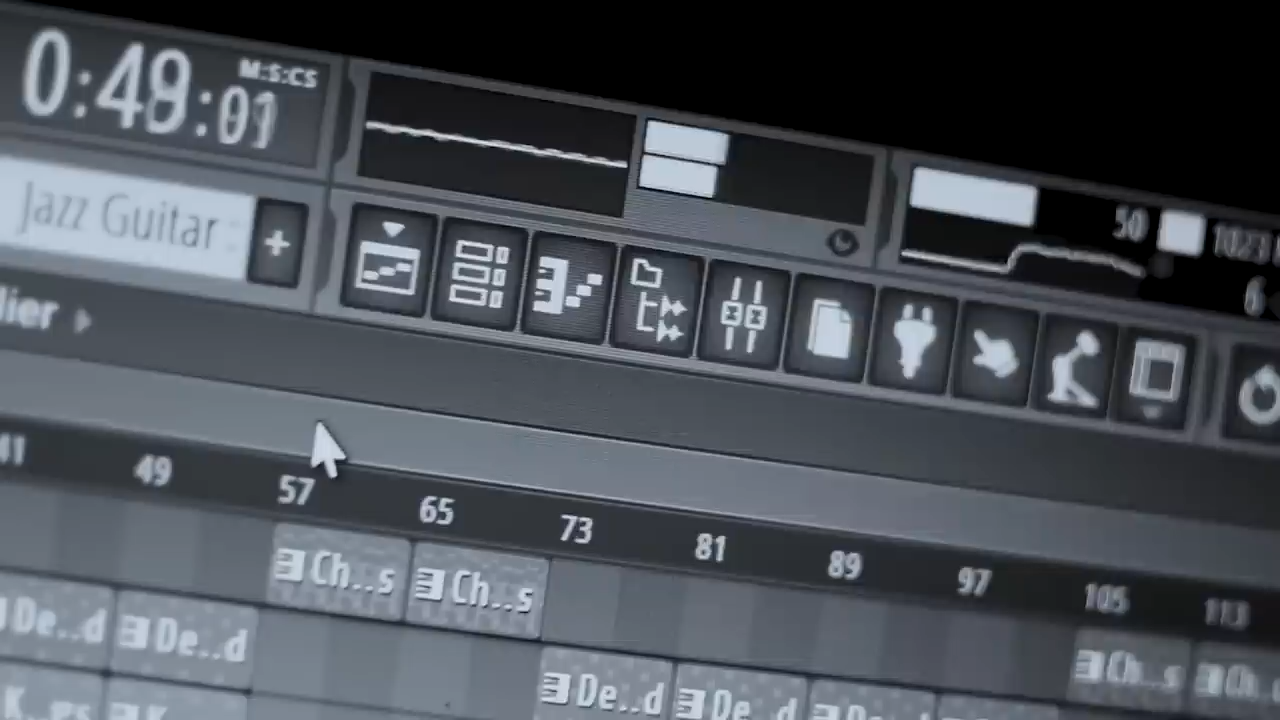 0:49:01
M:S:CS
50
1023
6
Jazz Guitar
+
lier
41 49 57 65 73 81 89 97 105 113
Ch..s Ch..s Ch..s Ch..
De..d De..d De..d De..d